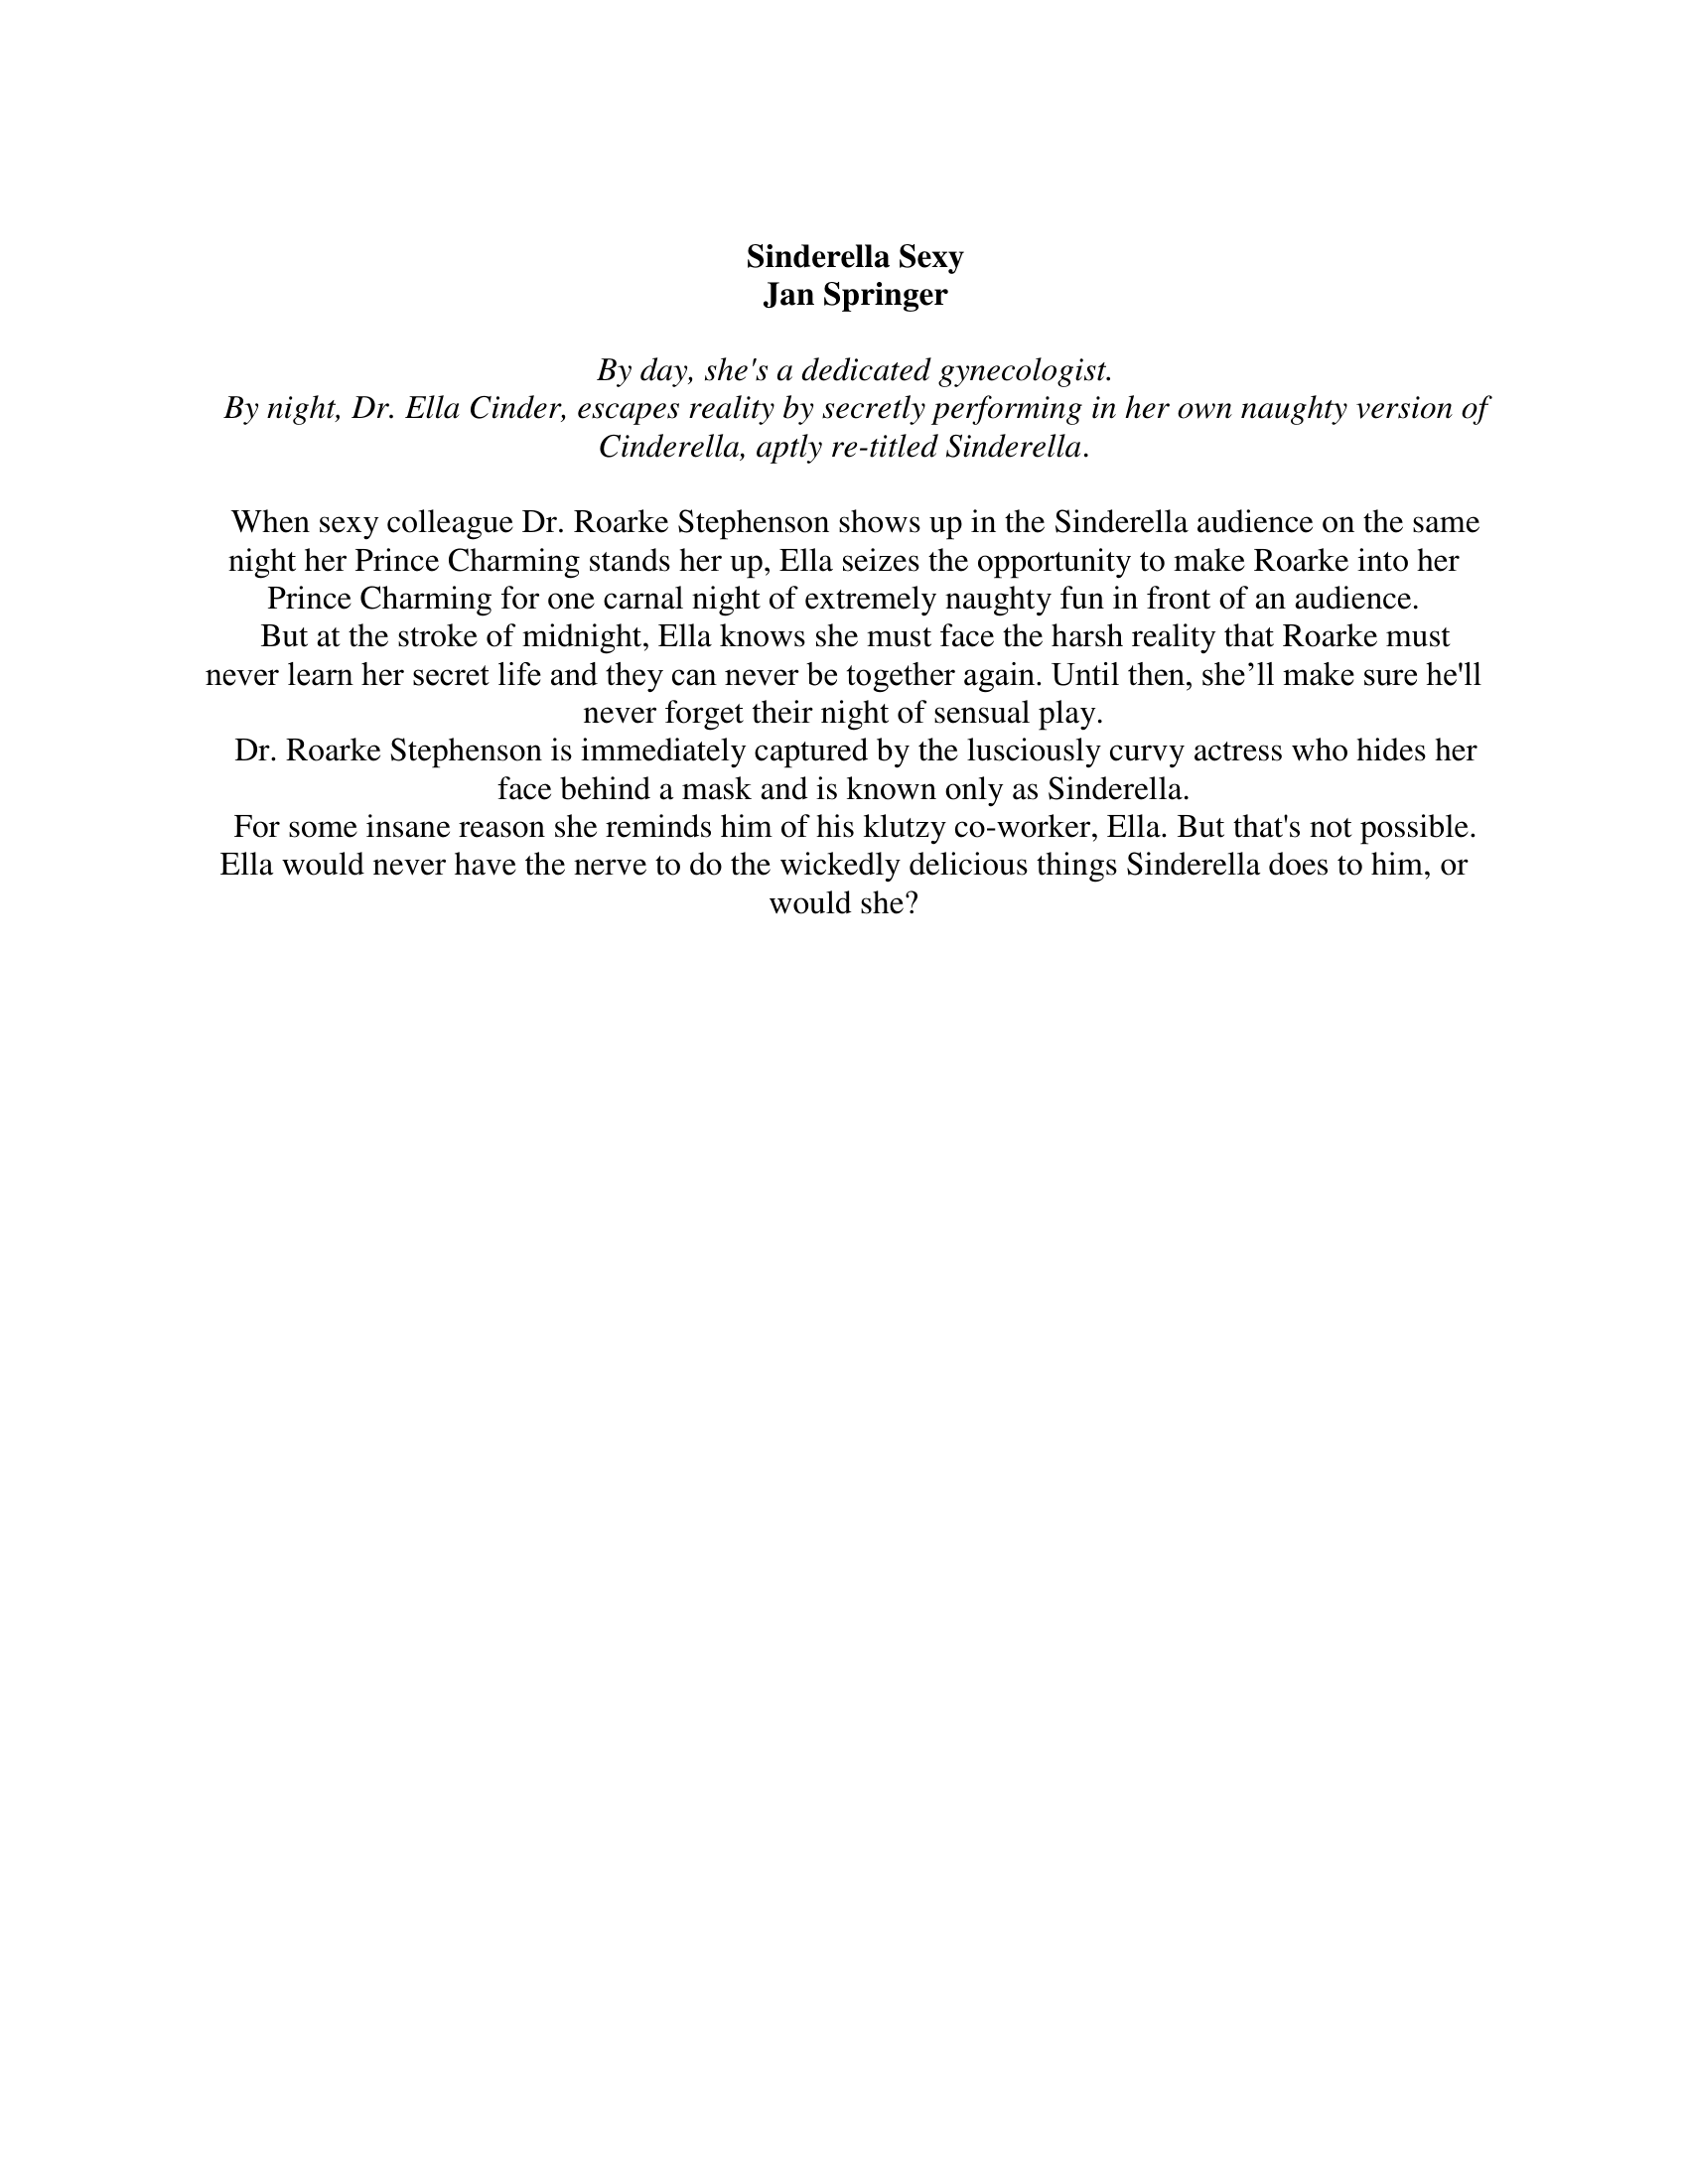 Sinderella Sexy
Jan Springer
By day, she's a dedicated gynecologist.
By night, Dr. Ella Cinder, escapes reality by secretly performing in her own naughty version of
Cinderella, aptly re-titled Sinderella.
When sexy colleague Dr. Roarke Stephenson shows up in the Sinderella audience on the same
night her Prince Charming stands her up, Ella seizes the opportunity to make Roarke into her
Prince Charming for one carnal night of extremely naughty fun in front of an audience.
But at the stroke of midnight, Ella knows she must face the harsh reality that Roarke must
never learn her secret life and they can never be together again. Until then, she’ll make sure he'll
never forget their night of sensual play.
Dr. Roarke Stephenson is immediately captured by the lusciously curvy actress who hides her
face behind a mask and is known only as Sinderella.
For some insane reason she reminds him of his klutzy co-worker, Ella. But that's not possible.
Ella would never have the nerve to do the wickedly delicious things Sinderella does to him, or
would she?